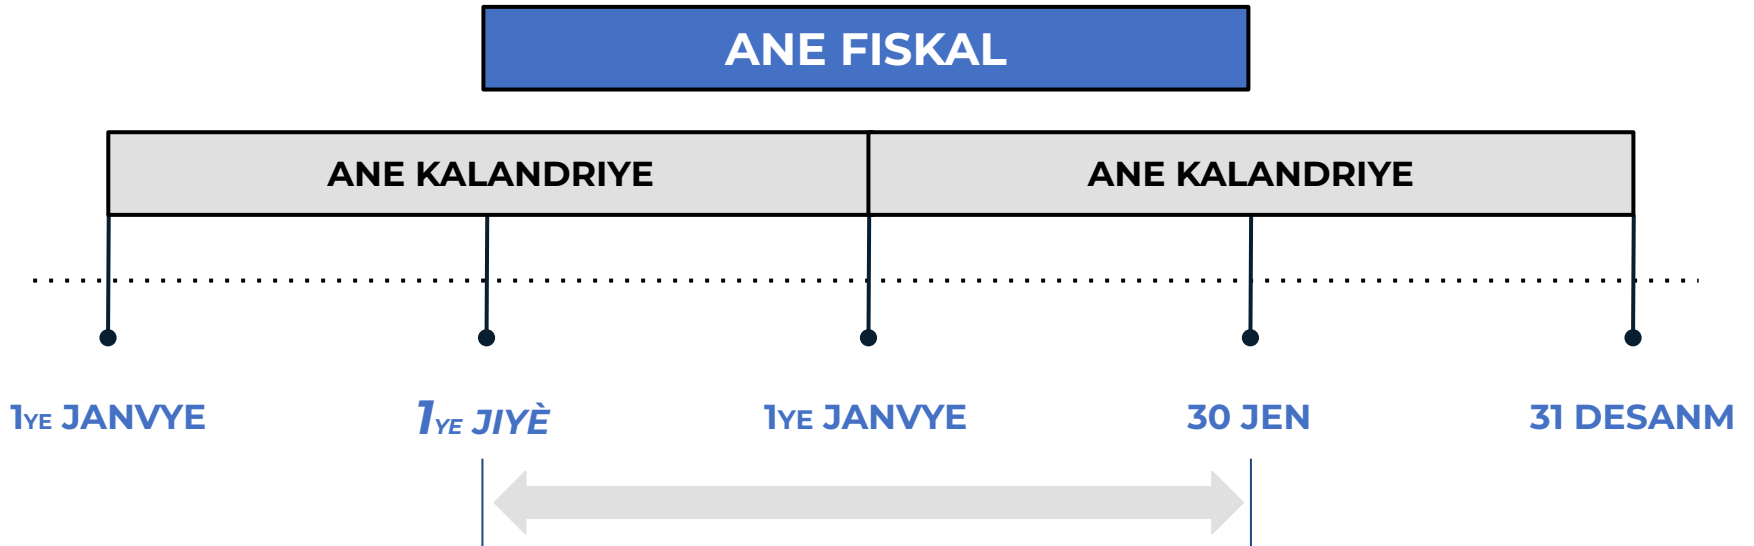 ANE FISKAL
ANE KALANDRIYE ANE KALANDRIYE
1YE JANVYE 1YE JIYÈ 1YE JANVYE 30 JEN 31 DESANM